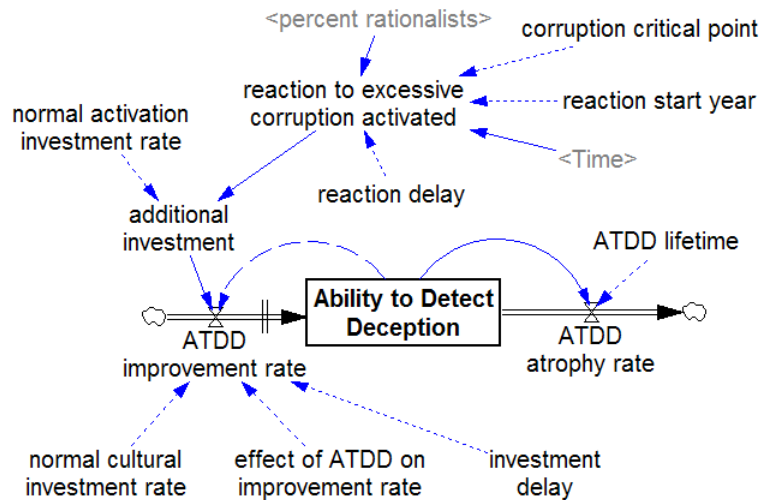 <percent rationalists>
corruption critical point
reaction to excessive
corruption activated
reaction start year
normal activation
investment rate
<Time>
reaction delay
additional
investment
ATDD lifetime
Ability to Detect
Deception
ATDD
improvement rate
ATDD
atrophy rate
normal cultural
investment rate
effect of ATDD on
improvement rate
investment
delay